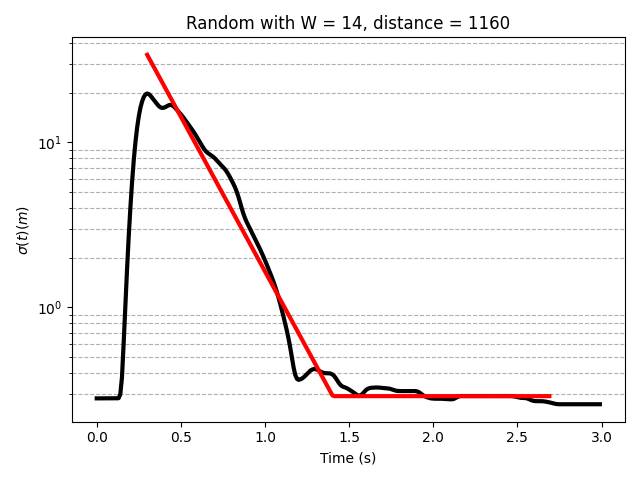 Random with W = 14, distance = 1160
10¹
10⁰
σ(t)(m)
0.0 0.5 1.0 1.5 2.0 2.5 3.0
Time (s)